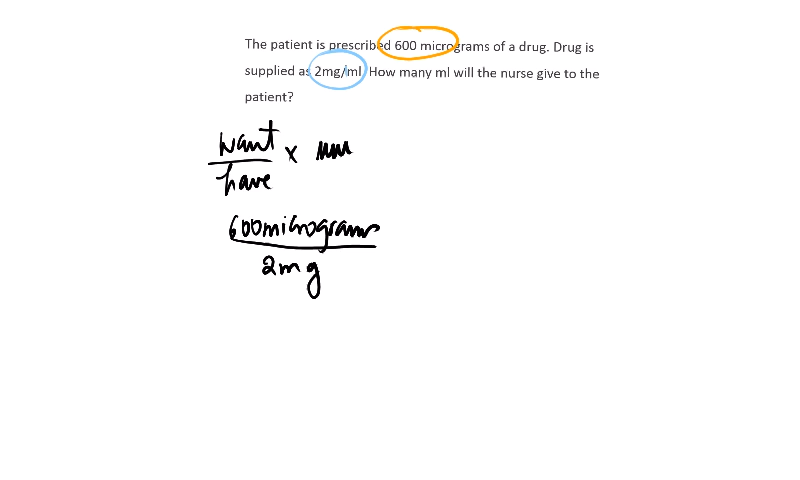 The patient is prescribed 600 micrograms of a drug. Drug is
supplied as 2mg/ml. How many ml will the nurse give to the
patient?
want
×
have
600micrograms
2mg